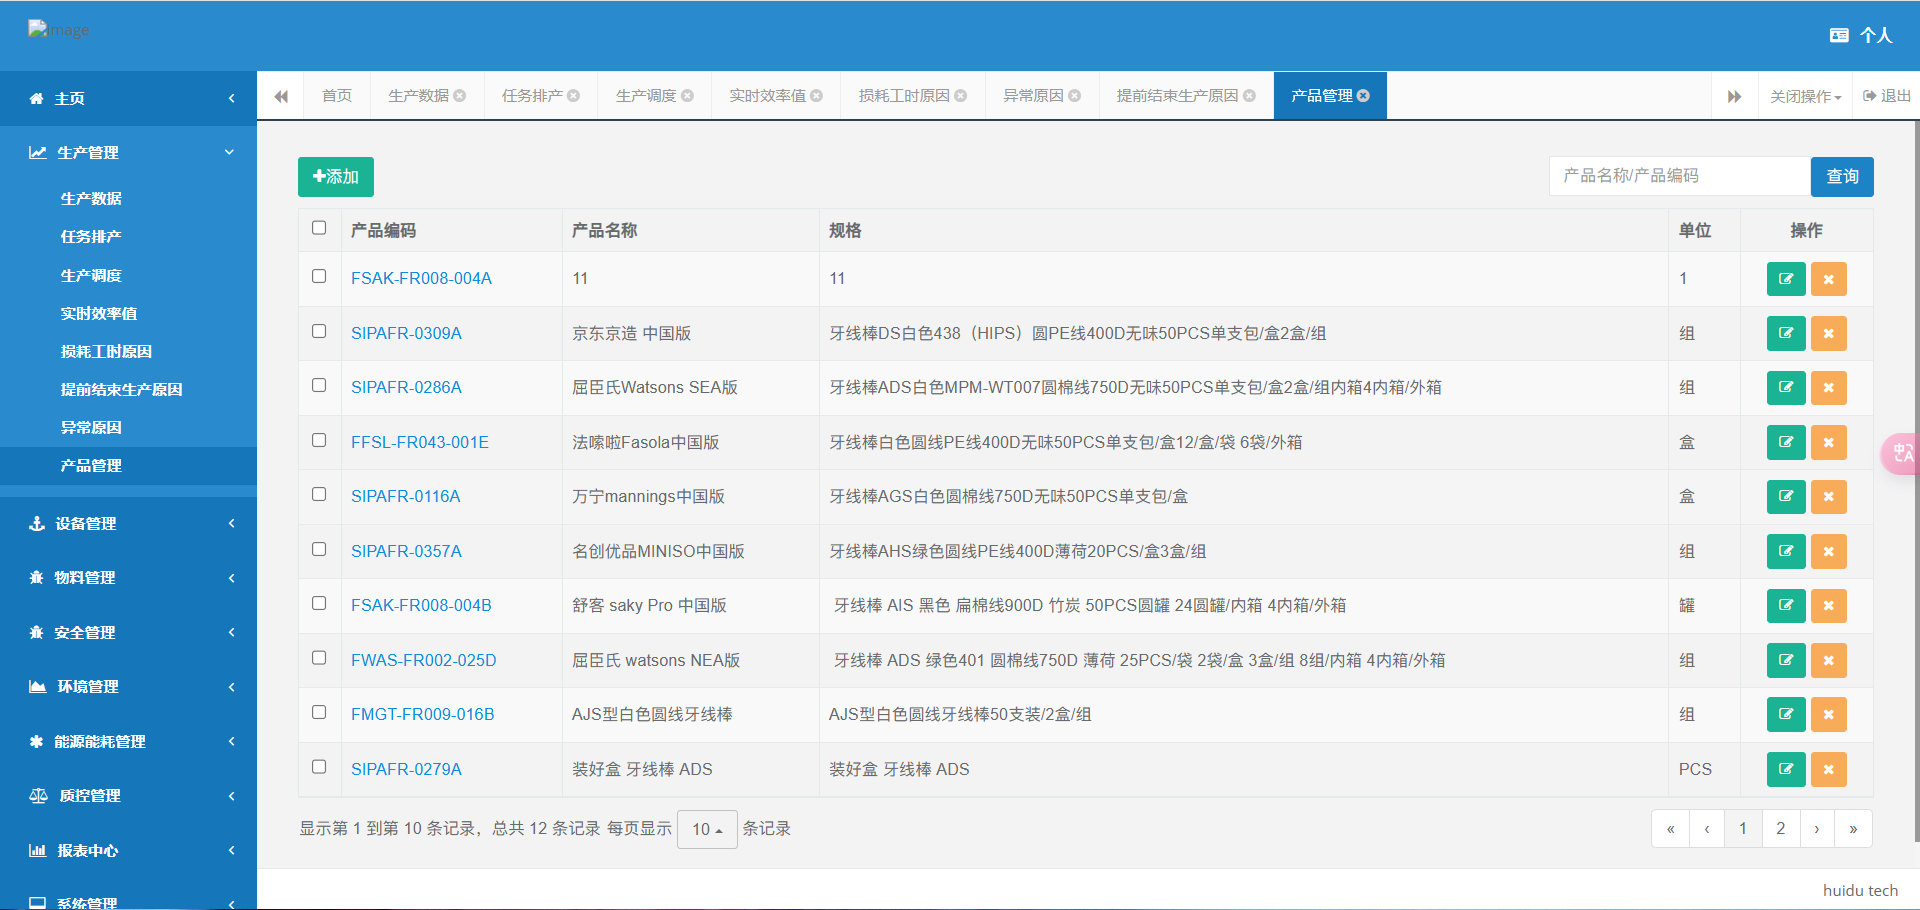 Image
个人
主页
首页
生产数据
任务排产
生产调度
实时效率值
损耗工时原因
异常原因
提前结束生产原因
产品管理
关闭操作
退出
生产管理
生产数据
任务排产
生产调度
实时效率值
损耗工时原因
提前结束生产原因
异常原因
产品管理
设备管理
物料管理
安全管理
环境管理
能源能耗管理
质控管理
报表中心
系统管理
添加
产品名称/产品编码
查询
产品编码 产品名称 规格 单位 操作
FSAK-FR008-004A 11 11 1
SIPAFR-0309A 京东京造 中国版 牙线棒DS白色438（HIPS）圆PE线400D无味50PCS单支包/盒2盒/组 组
SIPAFR-0286A 屈臣氏Watsons SEA版 牙线棒ADS白色MPM-WT007圆棉线750D无味50PCS单支包/盒2盒/组内箱4内箱/外箱 组
FFSL-FR043-001E 法嗦啦Fasola中国版 牙线棒白色圆线PE线400D无味50PCS单支包/盒12/盒/袋 6袋/外箱 盒
SIPAFR-0116A 万宁mannings中国版 牙线棒AGS白色圆棉线750D无味50PCS单支包/盒 盒
SIPAFR-0357A 名创优品MINISO中国版 牙线棒AHS绿色圆线PE线400D薄荷20PCS/盒3盒/组 组
FSAK-FR008-004B 舒客 saky Pro 中国版 牙线棒 AIS 黑色 扁棉线900D 竹炭 50PCS圆罐 24圆罐/内箱 4内箱/外箱 罐
FWAS-FR002-025D 屈臣氏 watsons NEA版 牙线棒 ADS 绿色401 圆棉线750D 薄荷 25PCS/袋 2袋/盒 3盒/组 8组/内箱 4内箱/外箱 组
FMGT-FR009-016B AJS型白色圆线牙线棒 AJS型白色圆线牙线棒50支装/2盒/组 组
SIPAFR-0279A 装好盒 牙线棒 ADS 装好盒 牙线棒 ADS PCS
显示第 1 到第 10 条记录，总共 12 条记录 每页显示 10 条记录
« ‹ 1 2 › »
huidu tech